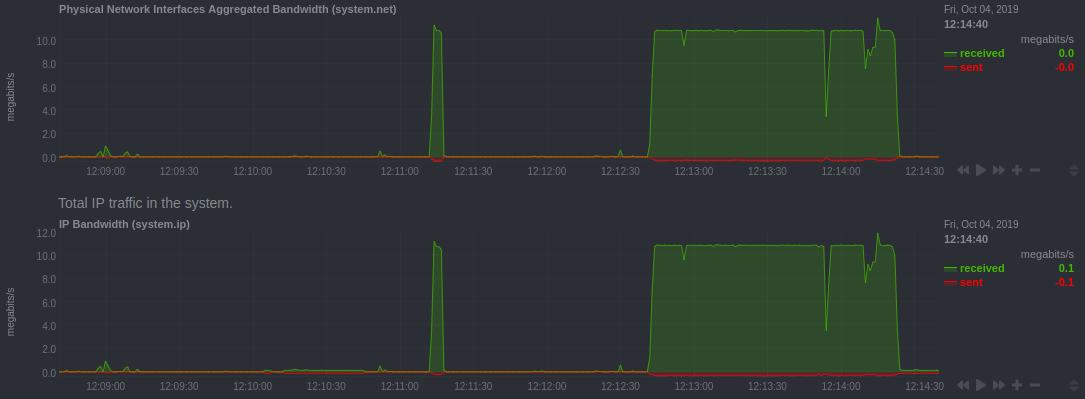 Physical Network Interfaces Aggregated Bandwidth (system.net)
Fri, Oct 04, 2019
12:14:40
megabits/s
received 0.0
sent -0.0
megabits/s
10.0
8.0
6.0
4.0
2.0
0.0
12:09:00 12:09:30 12:10:00 12:10:30 12:11:00 12:11:30 12:12:00 12:12:30 12:13:00 12:13:30 12:14:00 12:14:30
Total IP traffic in the system.
IP Bandwidth (system.ip)
Fri, Oct 04, 2019
12:14:40
megabits/s
received 0.1
sent -0.1
megabits/s
12.0
10.0
8.0
6.0
4.0
2.0
0.0
12:09:00 12:09:30 12:10:00 12:10:30 12:11:00 12:11:30 12:12:00 12:12:30 12:13:00 12:13:30 12:14:00 12:14:30